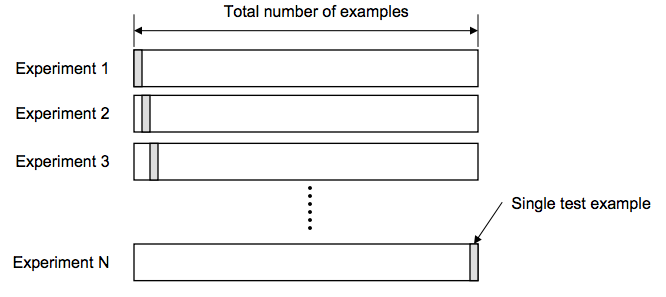 Total number of examples
Experiment 1
Experiment 2
Experiment 3
Single test example
Experiment N